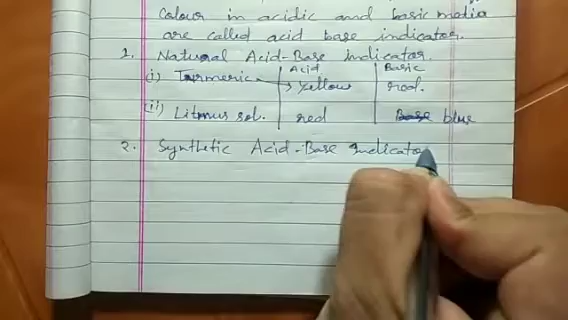 Colour in acidic and basic media
are called acid base indicator.
1. Natural Acid-Base indicator.
Acid Basic
(i) Turmeric. → Yellow red.
(ii) Litmus sol. red Base blue
2. Synthetic Acid-Base Indicator